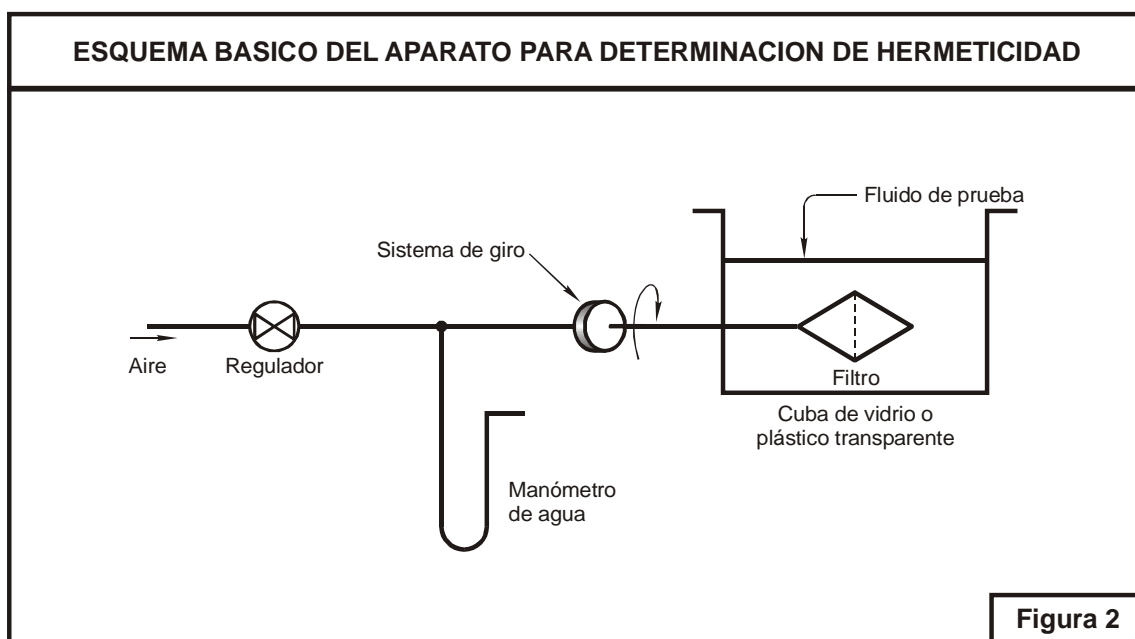 ESQUEMA BASICO DEL APARATO PARA DETERMINACION DE HERMETICIDAD
Fluido de prueba
Sistema de giro
Aire
Regulador
Filtro
Cuba de vidrio o
plástico transparente
Manómetro
de agua
Figura 2